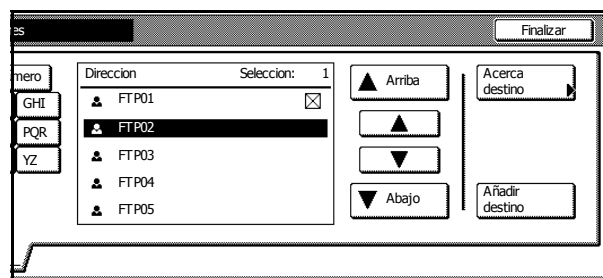 es
Finalizar
mero
GHI
PQR
YZ
Direccion Seleccion: 1
FTP01
FTP02
FTP03
FTP04
FTP05
Arriba
Abajo
Acerca
destino
Añadir
destino